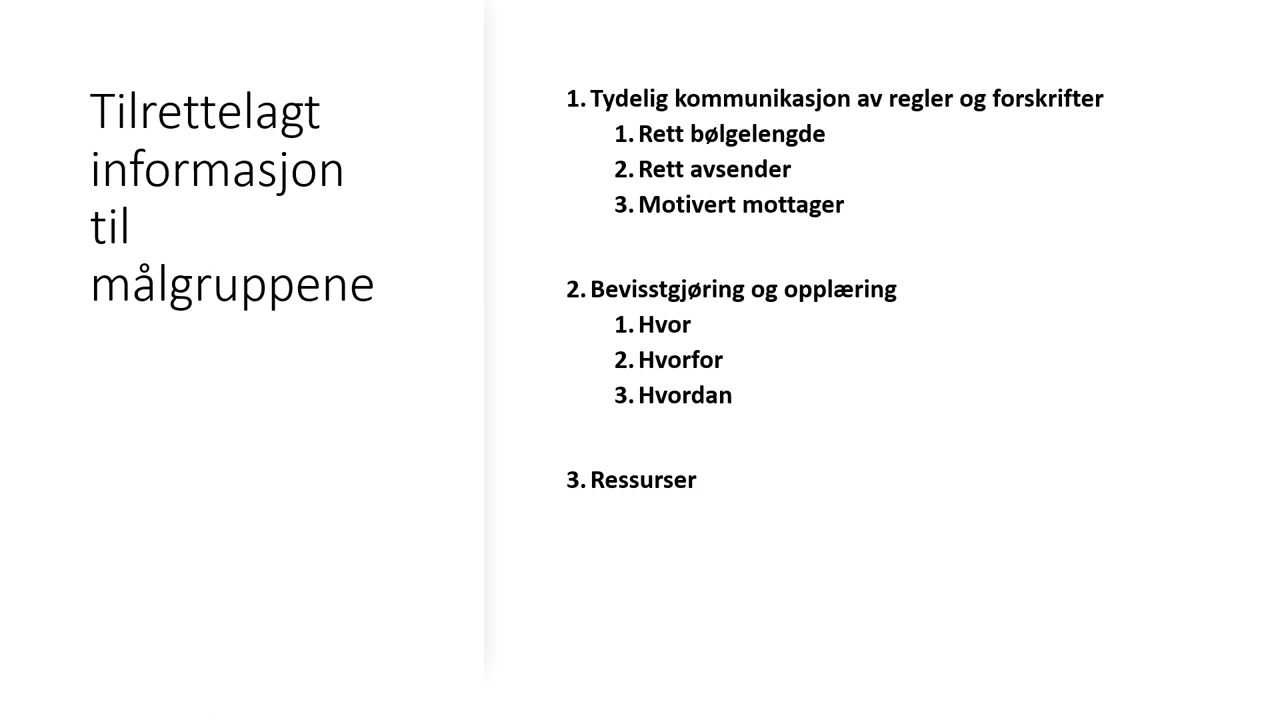 Tilrettelagt
informasjon
til
målgruppene
1. Tydelig kommunikasjon av regler og forskrifter
1. Rett bølgelengde
2. Rett avsender
3. Motivert mottager
2. Bevisstgjøring og opplæring
1. Hvor
2. Hvorfor
3. Hvordan
3. Ressurser